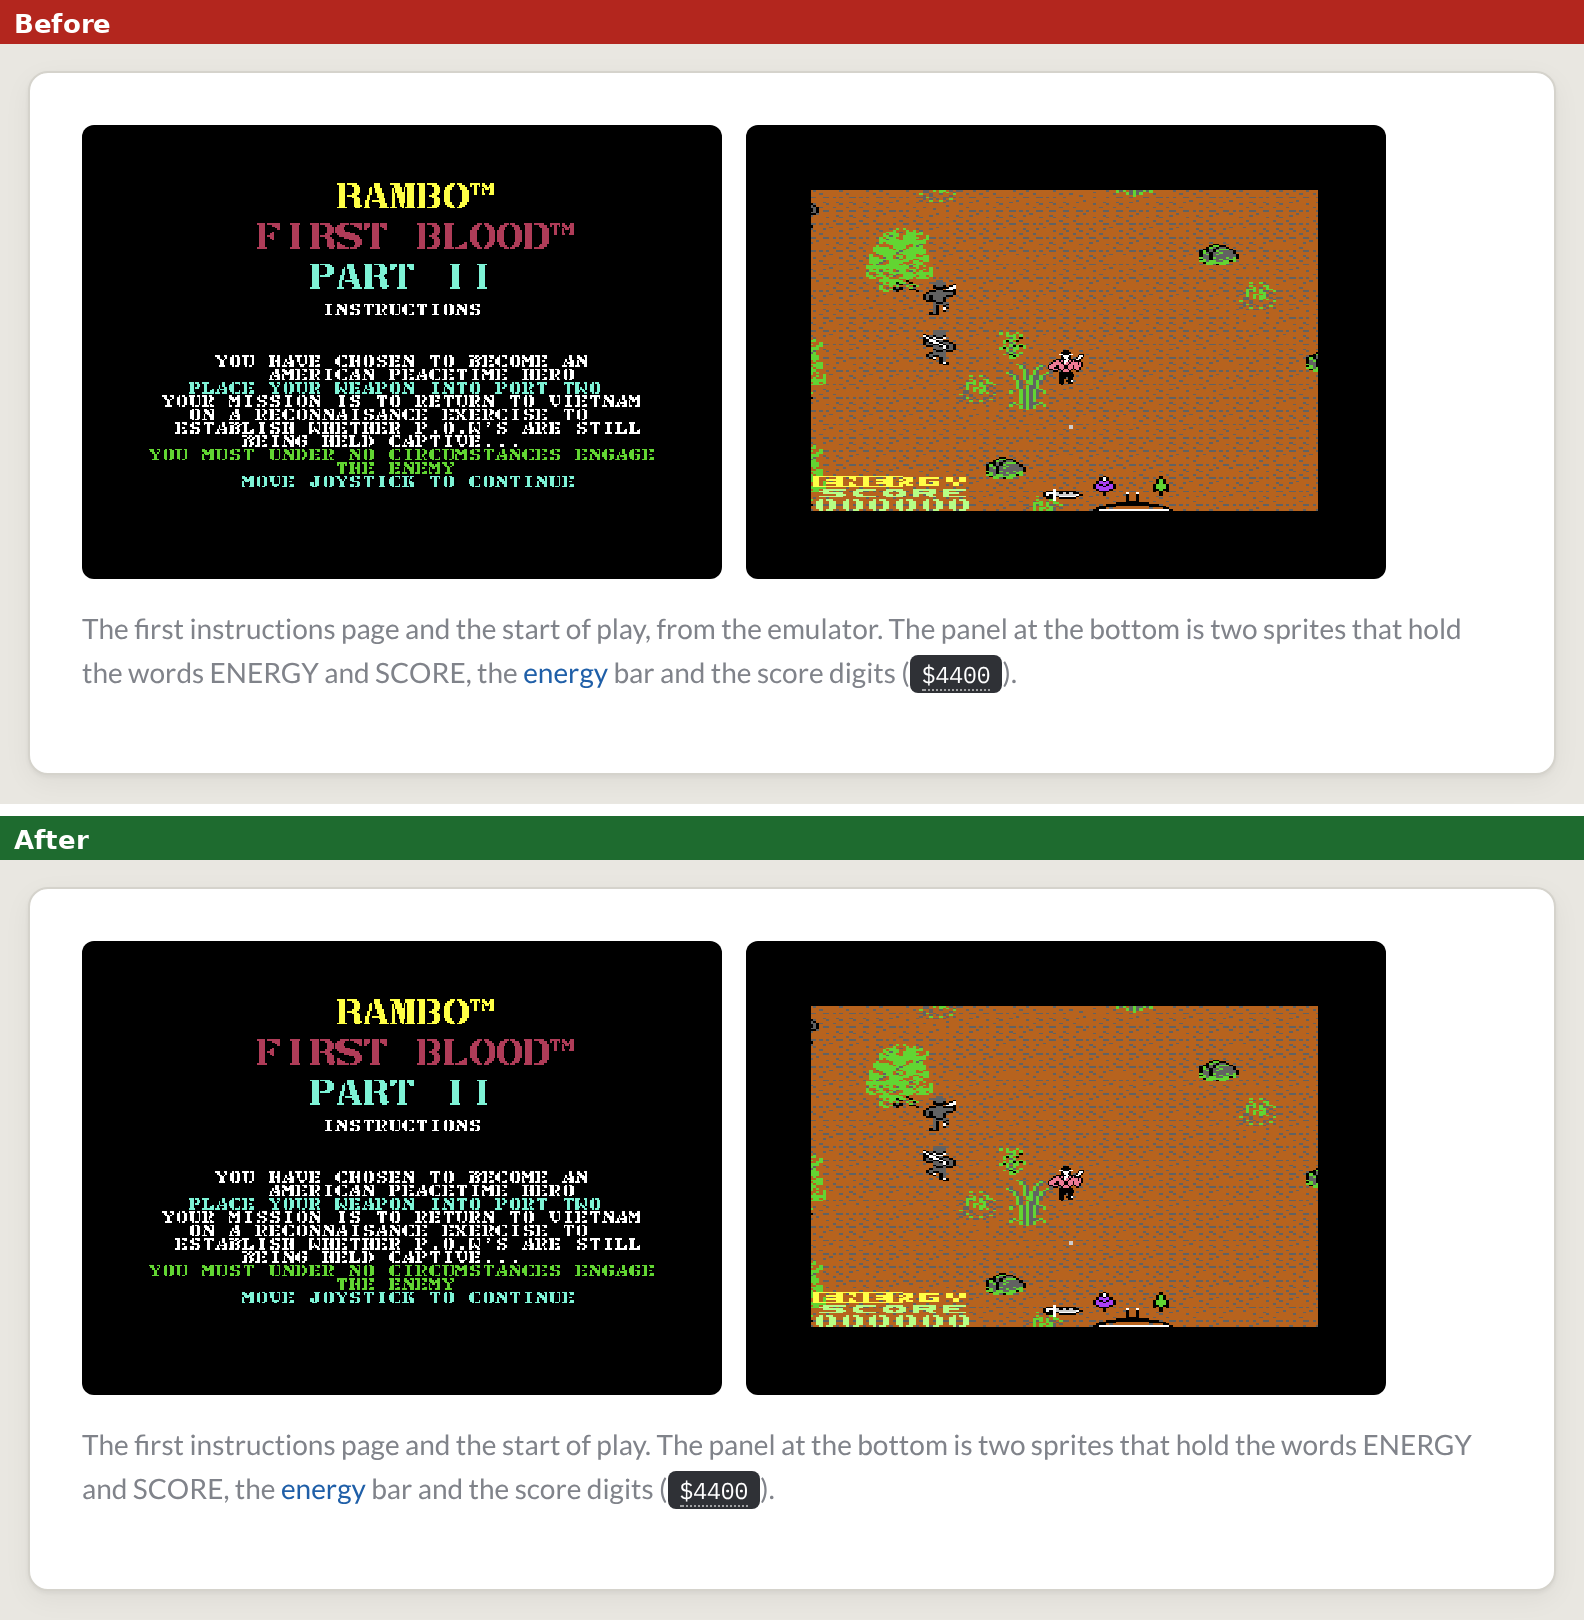 Before
RAMBO™
FIRST BLOOD™
PART II
INSTRUCTIONS
YOU HAVE CHOSEN TO BECOME AN
AMERICAN PEACETIME HERO
PLACE YOUR WEAPON INTO PORT TWO
YOUR MISSION IS TO RETURN TO VIETNAM
ON A RECONNAISANCE EXERCISE TO
ESTABLISH WHETHER P.O.W'S ARE STILL
BEING HELD CAPTIVE...
YOU MUST UNDER NO CIRCUMSTANCES ENGAGE
THE ENEMY
MOVE JOYSTICK TO CONTINUE
ENERGY
SCORE
000000
The first instructions page and the start of play, from the emulator. The panel at the bottom is two sprites that hold
the words ENERGY and SCORE, the energy bar and the score digits ($4400).
After
RAMBO™
FIRST BLOOD™
PART II
INSTRUCTIONS
YOU HAVE CHOSEN TO BECOME AN
AMERICAN PEACETIME HERO
PLACE YOUR WEAPON INTO PORT TWO
YOUR MISSION IS TO RETURN TO VIETNAM
ON A RECONNAISANCE EXERCISE TO
ESTABLISH WHETHER P.O.W'S ARE STILL
BEING HELD CAPTIVE...
YOU MUST UNDER NO CIRCUMSTANCES ENGAGE
THE ENEMY
MOVE JOYSTICK TO CONTINUE
ENERGY
SCORE
000000
The first instructions page and the start of play. The panel at the bottom is two sprites that hold the words ENERGY
and SCORE, the energy bar and the score digits ($4400).